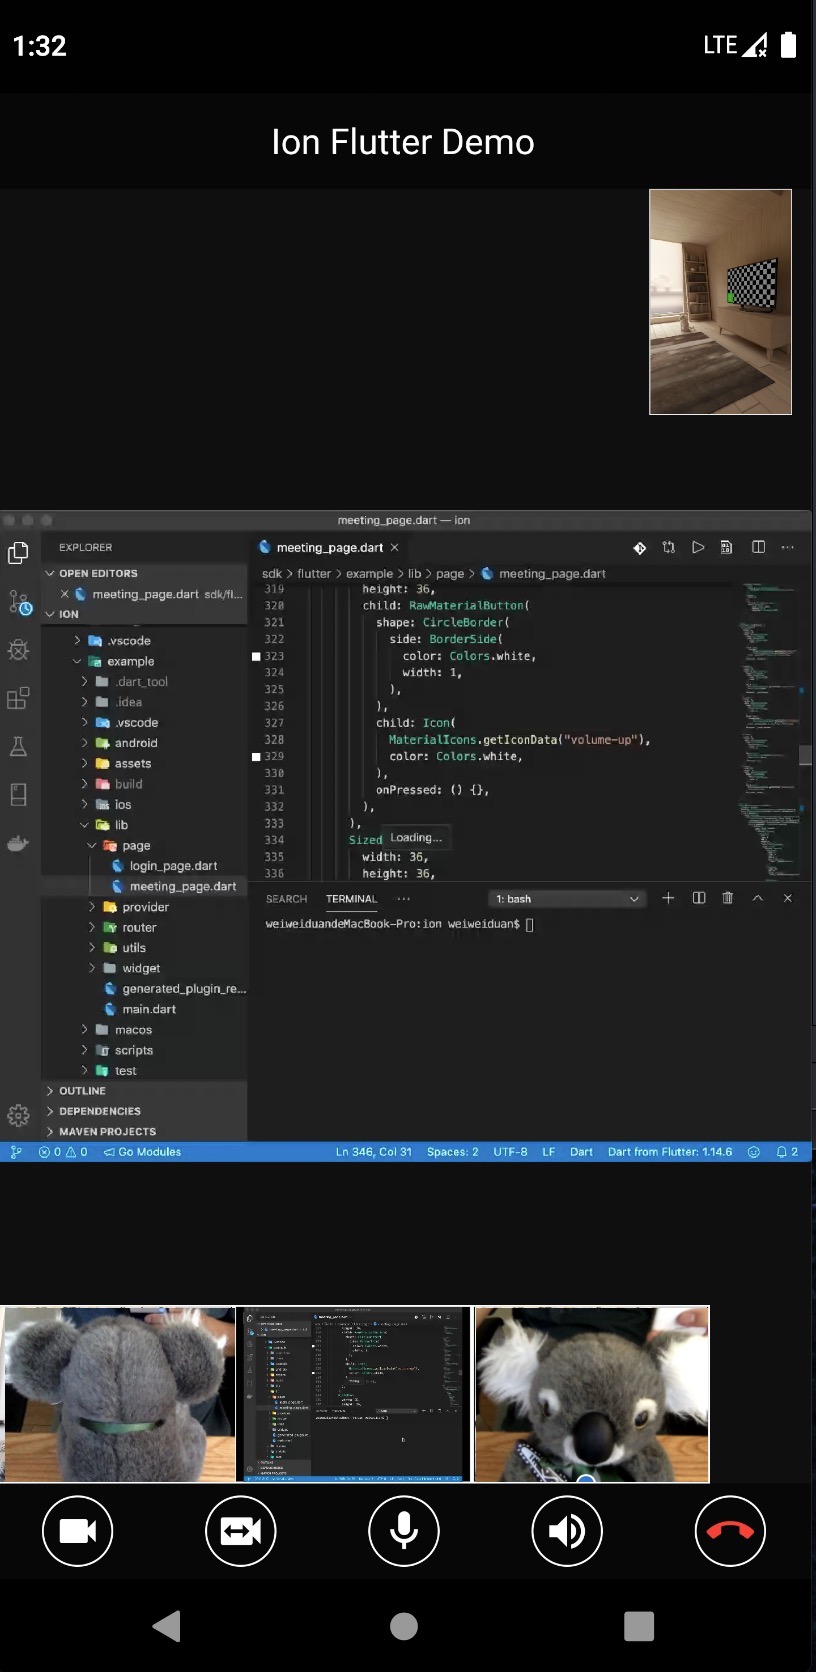 1:32 LTE
Ion Flutter Demo
meeting_page.dart — ion
EXPLORER
OPEN EDITORS
meeting_page.dart sdk/fl...
ION
.vscode
example
.dart_tool
.idea
.vscode
android
assets
build
ios
lib
page
login_page.dart
meeting_page.dart
provider
router
utils
widget
generated_plugin_re...
main.dart
macos
scripts
test
OUTLINE
DEPENDENCIES
MAVEN PROJECTS
meeting_page.dart
sdk > flutter > example > lib > page > meeting_page.dart
319 height: 36,
320 child: RawMaterialButton(
321 shape: CircleBorder(
322 side: BorderSide(
323 color: Colors.white,
324 width: 1,
325 ),
326 ),
327 child: Icon(
328 MaterialIcons.getIconData("volume-up"),
329 color: Colors.white,
330 ),
331 onPressed: () {},
332 ),
333 ),
334 Sized
Loading...
335 width: 36,
336 height: 36,
SEARCH TERMINAL ... 1: bash
weiweiduandeMacBook-Pro:ion weiweiduan$
0 0 Go Modules Ln 346, Col 31 Spaces: 2 UTF-8 LF Dart Dart from Flutter: 1.14.6 2